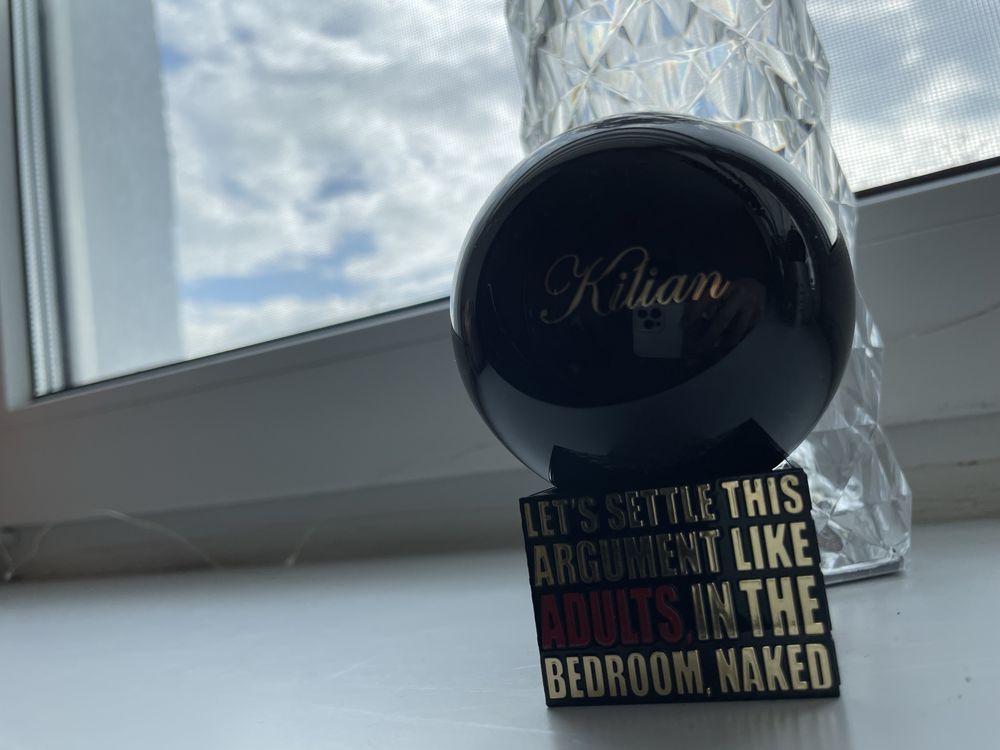 Kilian
LET'S SETTLE THIS
ARGUMENT LIKE
ADULTS, IN THE
BEDROOM, NAKED